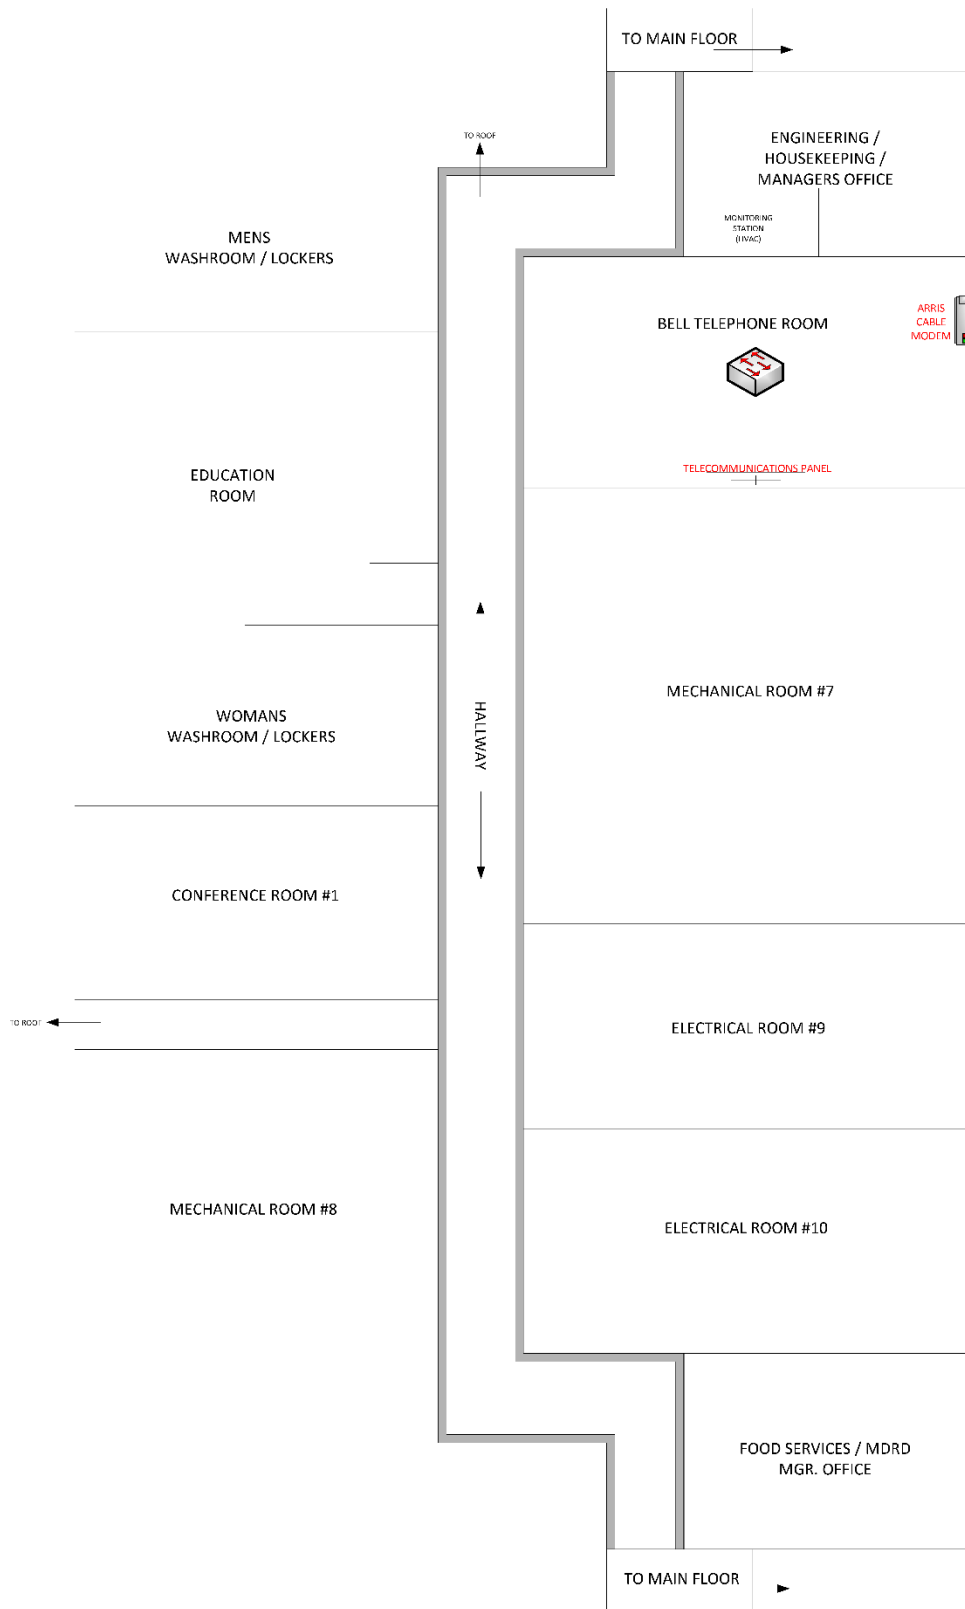 TO MAIN FLOOR
TO ROOF
ENGINEERING /
HOUSEKEEPING /
MANAGERS OFFICE
MONITORING
STATION
(HVAC)
MENS
WASHROOM / LOCKERS
BELL TELEPHONE ROOM
ARRIS
CABLE
MODEM
TELECOMMUNICATIONS PANEL
EDUCATION
ROOM
MECHANICAL ROOM #7
HALLWAY
WOMANS
WASHROOM / LOCKERS
CONFERENCE ROOM #1
TO ROOF
ELECTRICAL ROOM #9
MECHANICAL ROOM #8
ELECTRICAL ROOM #10
FOOD SERVICES / MDRD
MGR. OFFICE
TO MAIN FLOOR